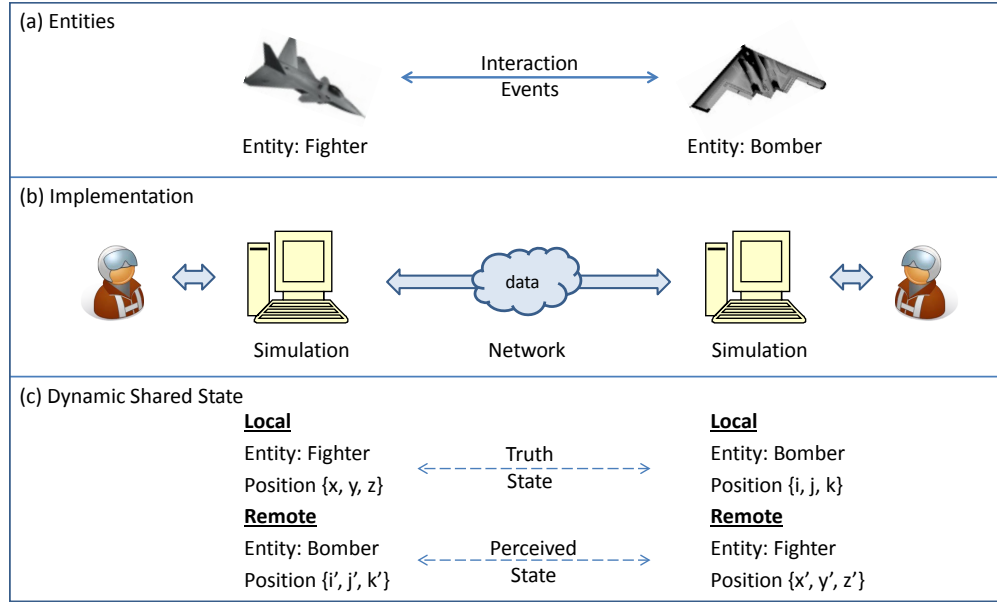 (a) Entities
Interaction
Events
Entity: Fighter
Entity: Bomber
(b) Implementation
data
Simulation
Network
Simulation
(c) Dynamic Shared State
Local
Entity: Fighter
Position {x, y, z}
Truth
State
Local
Entity: Bomber
Position {i, j, k}
Remote
Entity: Bomber
Position {i’, j’, k’}
Perceived
State
Remote
Entity: Fighter
Position {x’, y’, z’}